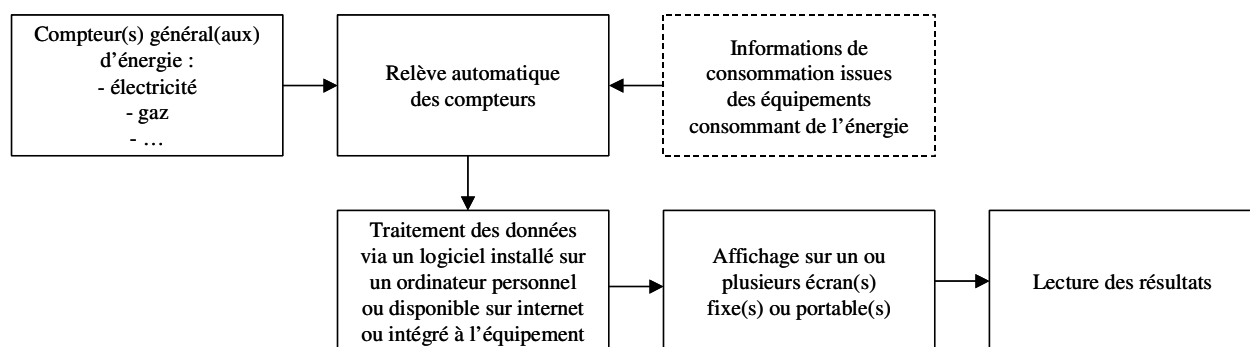 Compteur(s) général(aux)
d’énergie :
- électricité
- gaz
- …
Relève automatique
des compteurs
Informations de
consommation issues
des équipements
consommant de l’énergie
Traitement des données
via un logiciel installé sur
un ordinateur personnel
ou disponible sur internet
ou intégré à l’équipement
Affichage sur un ou
plusieurs écran(s)
fixe(s) ou portable(s)
Lecture des résultats